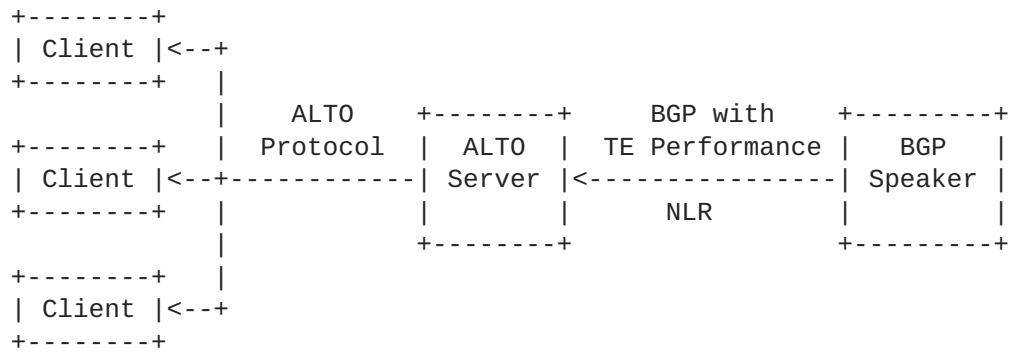 +--------+
| Client |<--+
+--------+   |
             |    ALTO      +--------+     BGP with    +---------+
+--------+   |  Protocol  |  ALTO  |  TE Performance |   BGP   |
| Client |<--+------------| Server |<----------------| Speaker |
+--------+   |            |        |      NLR        |         |
             |            +--------+                 +---------+
+--------+   |
| Client |<--+
+--------+